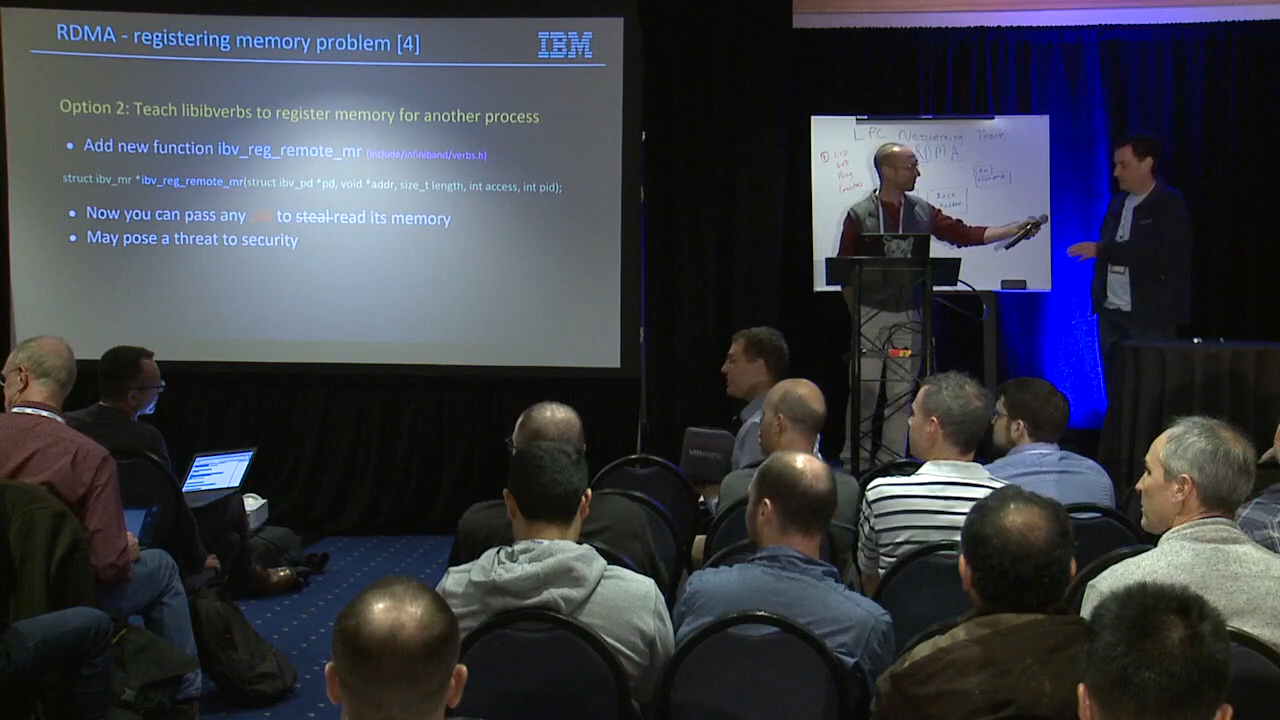 RDMA - registering memory problem [4]
IBM
Option 2: Teach libibverbs to register memory for another process
• Add new function ibv_reg_remote_mr (include/infiniband/verbs.h)
struct ibv_mr *ibv_reg_remote_mr(struct ibv_pd *pd, void *addr, size_t length, int access, int pid);
• Now you can pass any pid to steal read its memory
• May pose a threat to security
LPC Networking Track
RDMA
LID
GID
vmware